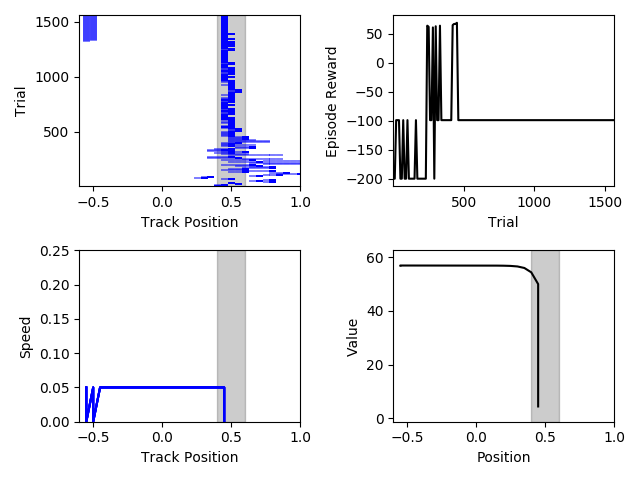 1500
1000
500
Trial
−0.5 0.0 0.5 1.0
Track Position
50
0
−50
−100
−150
−200
Episode Reward
500 1000 1500
Trial
0.25
0.20
0.15
0.10
0.05
0.00
Speed
−0.5 0.0 0.5 1.0
Track Position
60
40
20
0
Value
−0.5 0.0 0.5 1.0
Position